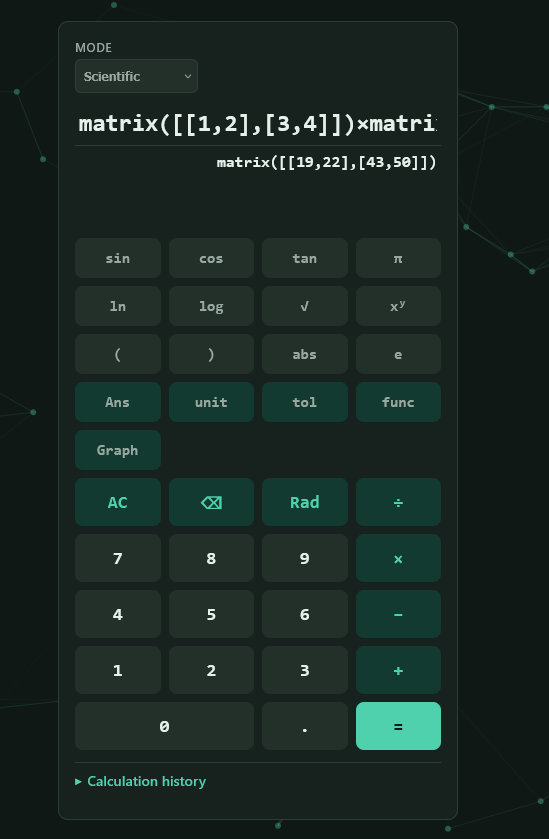 MODE
Scientific
matrix([[1,2],[3,4]])×matri
matrix([[19,22],[43,50]])
sin cos tan π
ln log √ xʸ
( ) abs e
Ans unit tol func
Graph
AC ⌫ Rad ÷
7 8 9 ×
4 5 6 −
1 2 3 +
0 . =
▸ Calculation history